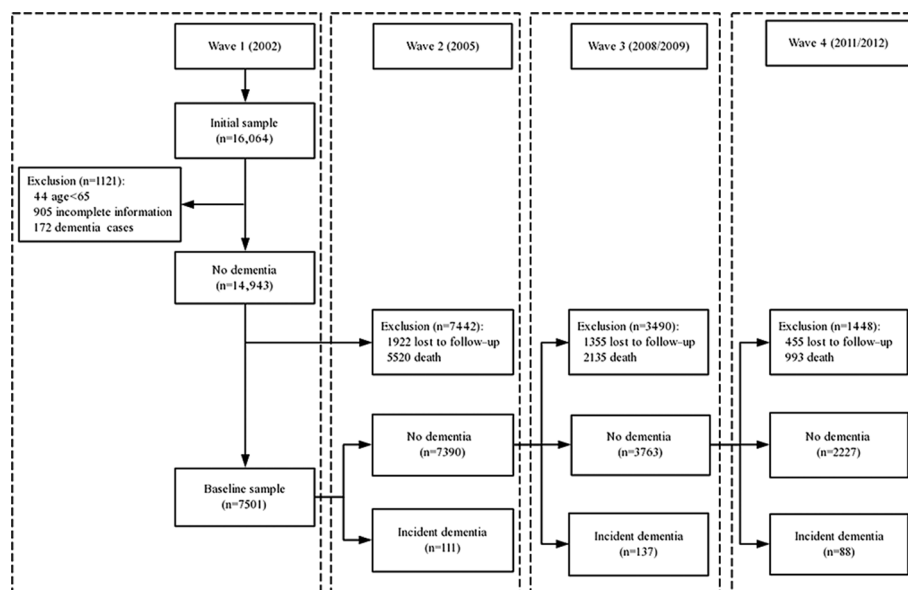 Wave 1 (2002)
Initial sample
(n=16,064)
Exclusion (n=1121):
44 age<65
905 incomplete information
172 dementia cases
No dementia
(n=14,943)
Baseline sample
(n=7501)
Wave 2 (2005)
Exclusion (n=7442):
1922 lost to follow-up
5520 death
No dementia
(n=7390)
Incident dementia
(n=111)
Wave 3 (2008/2009)
Exclusion (n=3490):
1355 lost to follow-up
2135 death
No dementia
(n=3763)
Incident dementia
(n=137)
Wave 4 (2011/2012)
Exclusion (n=1448):
455 lost to follow-up
993 death
No dementia
(n=2227)
Incident dementia
(n=88)